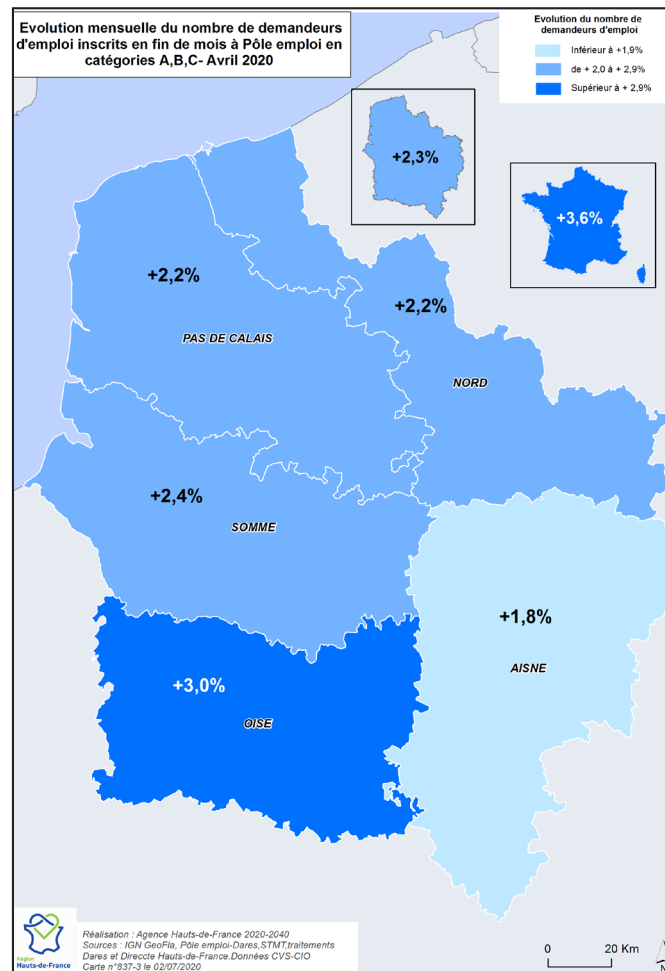 Evolution mensuelle du nombre de demandeurs
d'emploi inscrits en fin de mois à Pôle emploi en
catégories A,B,C- Avril 2020
Evolution du nombre de
demandeurs d'emploi
Inférieur à +1,9%
de + 2,0 à + 2,9%
Supérieur à + 2,9%
+2,3%
+3,6%
+2,2%
PAS DE CALAIS
+2,2%
NORD
+2,4%
SOMME
+1,8%
AISNE
+3,0%
OISE
Région
Hauts-de-France
Réalisation : Agence Hauts-de-France 2020-2040
Sources : IGN GeoFla, Pôle emploi-Dares,STMT,traitements
Dares et Direccte Hauts-de-France.Données CVS-CIO
Carte n°837-3 le 02/07/2020
0 20 Km